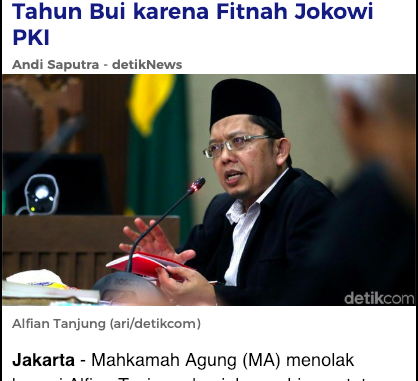 Tahun Bui karena Fitnah Jokowi
PKI
Andi Saputra - detikNews
detikcom
Alfian Tanjung (ari/detikcom)
Jakarta - Mahkamah Agung (MA) menolak